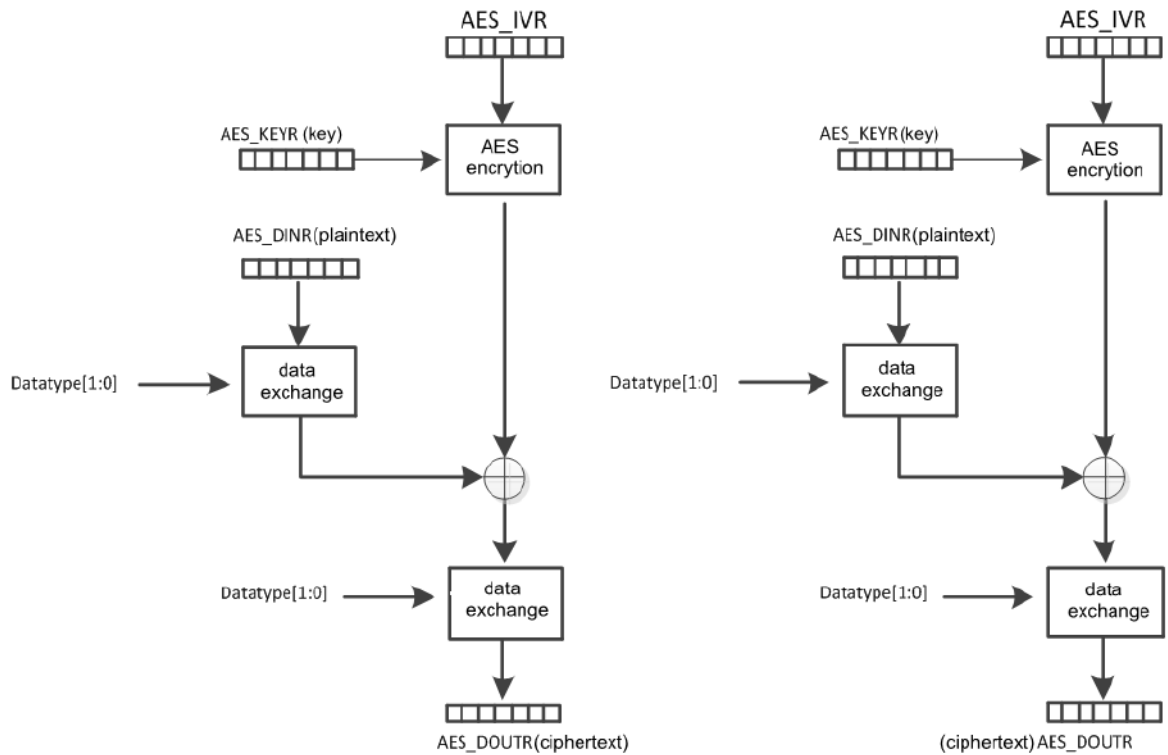 AES_IVR
AES_KEYR (key)
AES
encrytion
AES_DINR(plaintext)
data
exchange
Datatype[1:0]
Datatype[1:0]
data
exchange
AES_DOUTR(ciphertext)
AES_IVR
AES_KEYR (key)
AES
encrytion
AES_DINR(plaintext)
data
exchange
Datatype[1:0]
Datatype[1:0]
data
exchange
(ciphertext) AES_DOUTR